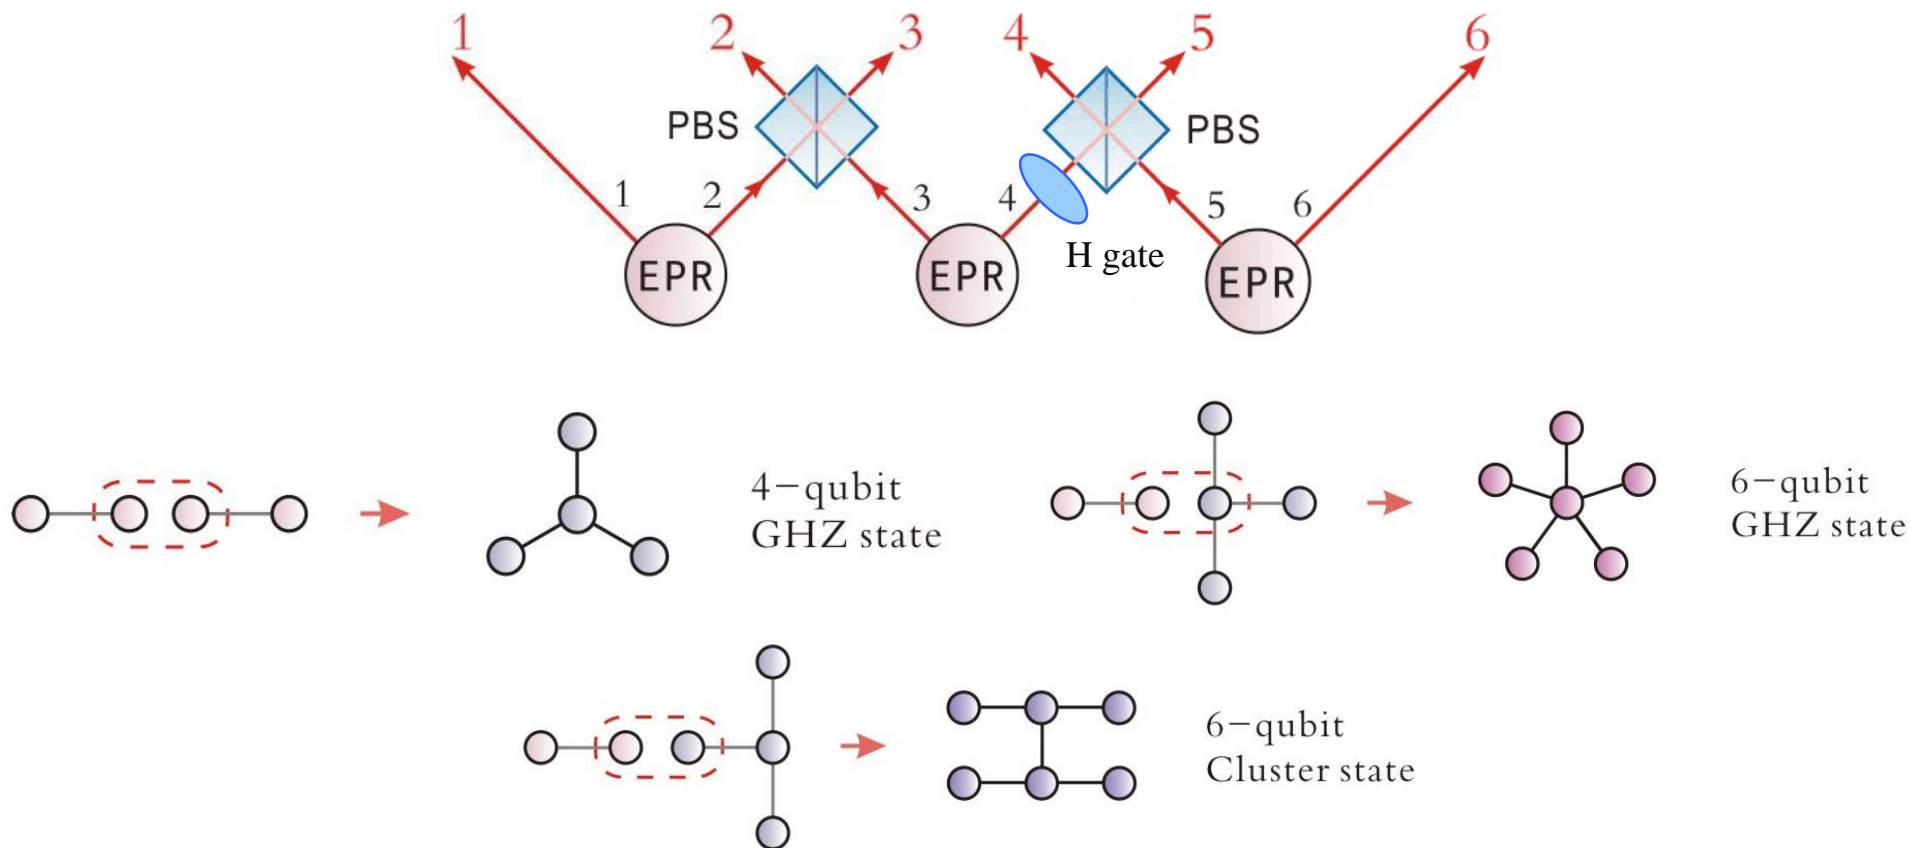 1 2 3 4 5 6
PBS PBS
1 2 3 4 5 6
H gate
EPR EPR EPR
4-qubit
GHZ state
6-qubit
GHZ state
6-qubit
Cluster state